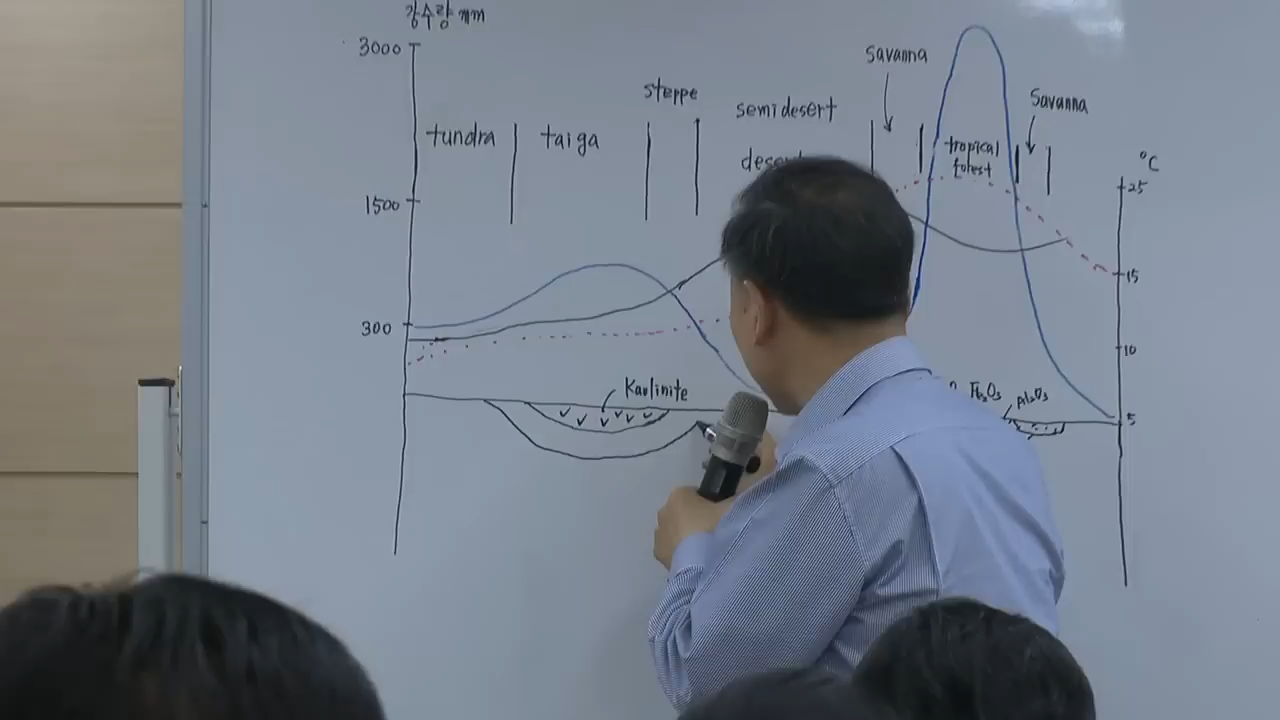 강수량 mm
3000
1500
300
tundra
taiga
steppe
semidesert
desert
savanna
tropical
forest
Savanna
°C
25
15
10
5
Kaolinite
Fe₂O₃
Al₂O₃